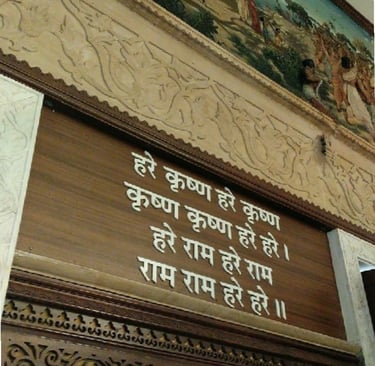 हरे कृष्ण हरे कृष्ण
कृष्ण कृष्ण हरे हरे।
हरे राम हरे राम
राम राम हरे हरे॥